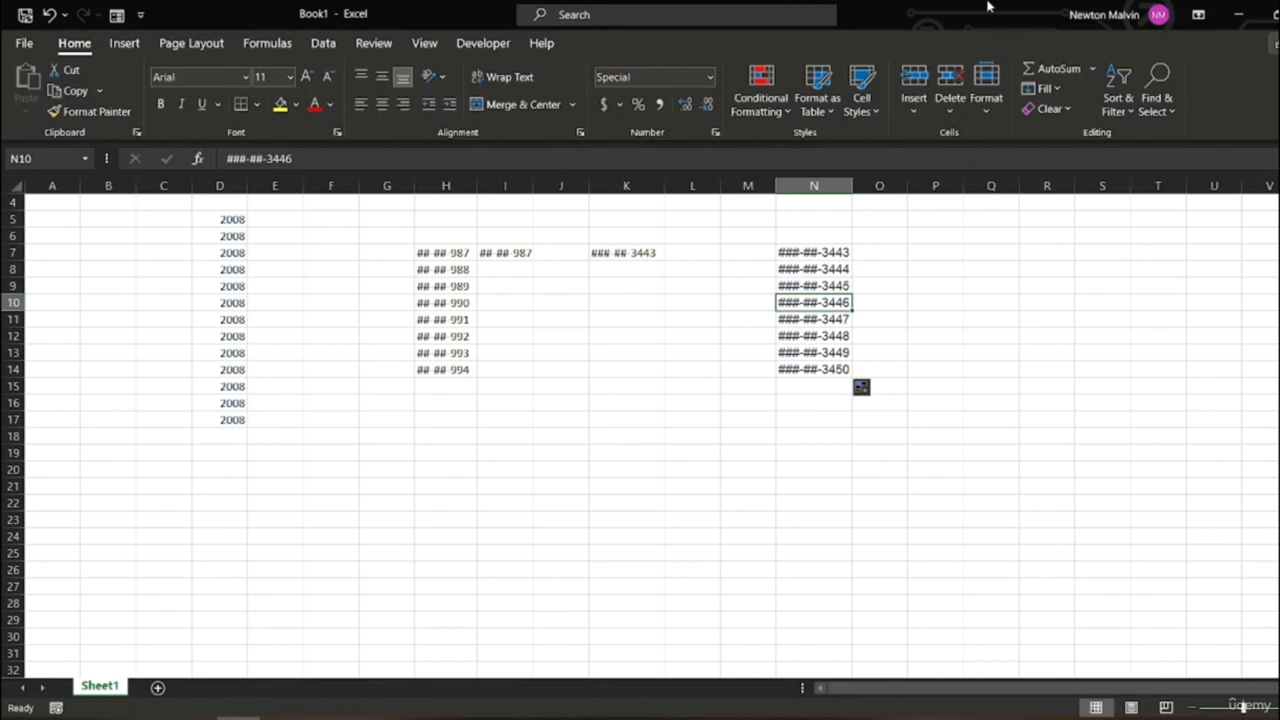 Book1 - Excel
Search
Newton Malvin NM
File Home Insert Page Layout Formulas Data Review View Developer Help
Paste
Cut
Copy
Format Painter
Clipboard
Arial 11
B I U
Font
Wrap Text
Merge & Center
Alignment
Special
$ % ,
Number
Conditional Formatting
Format as Table
Cell Styles
Styles
Insert Delete Format
Cells
AutoSum
Fill
Clear
Sort & Filter
Find & Select
Editing
N10 fx ###-##-3446
A B C D E F G H I J K L M N O P Q R S T U V
4
5 2008
6 2008
7 2008 ##-##-987 ##-##-987 ###-##-3443 ###-##-3443
8 2008 ##-##-988 ###-##-3444
9 2008 ##-##-989 ###-##-3445
10 2008 ##-##-990 ###-##-3446
11 2008 ##-##-991 ###-##-3447
12 2008 ##-##-992 ###-##-3448
13 2008 ##-##-993 ###-##-3449
14 2008 ##-##-994 ###-##-3450
15 2008
16 2008
17 2008
18
19
20
21
22
23
24
25
26
27
28
29
30
31
32
Sheet1
Ready
udemy